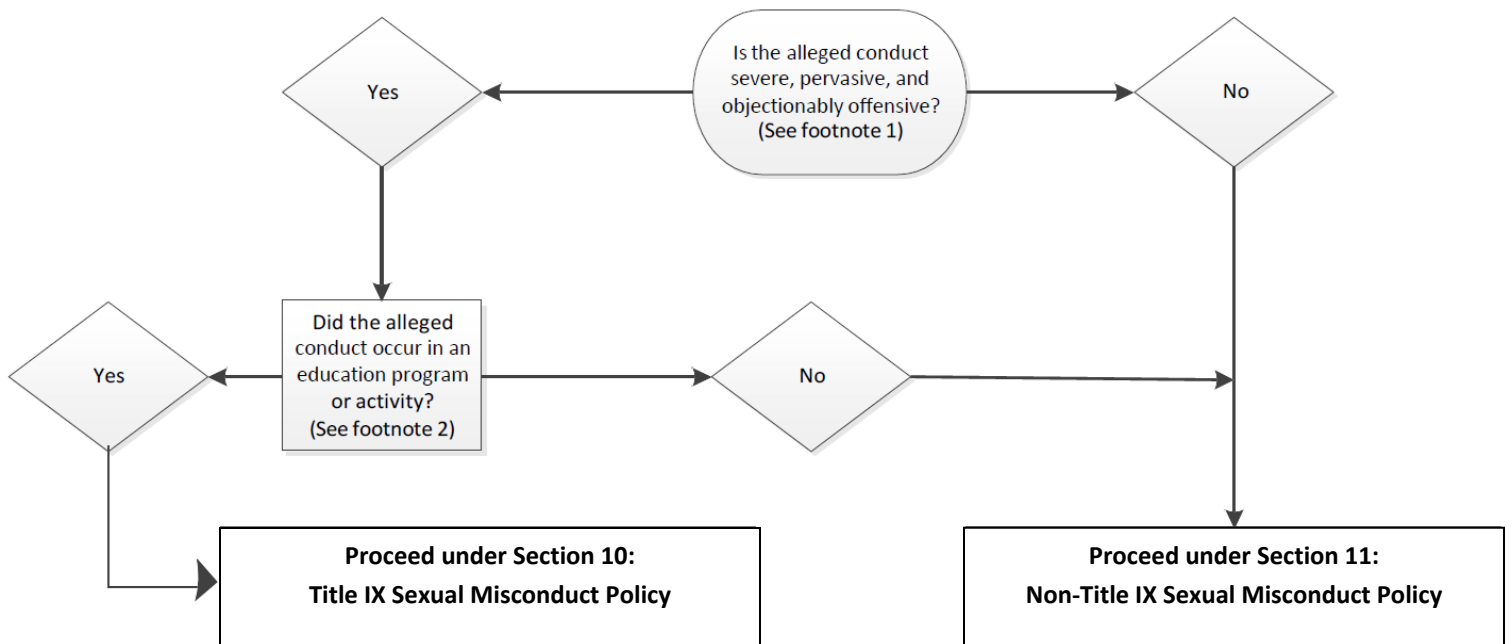 Is the alleged conduct
severe, pervasive, and
objectionably offensive?
(See footnote 1)
Yes
No
Did the alleged
conduct occur in an
education program
or activity?
(See footnote 2)
Yes
No
Proceed under Section 10:
Title IX Sexual Misconduct Policy
Proceed under Section 11:
Non-Title IX Sexual Misconduct Policy